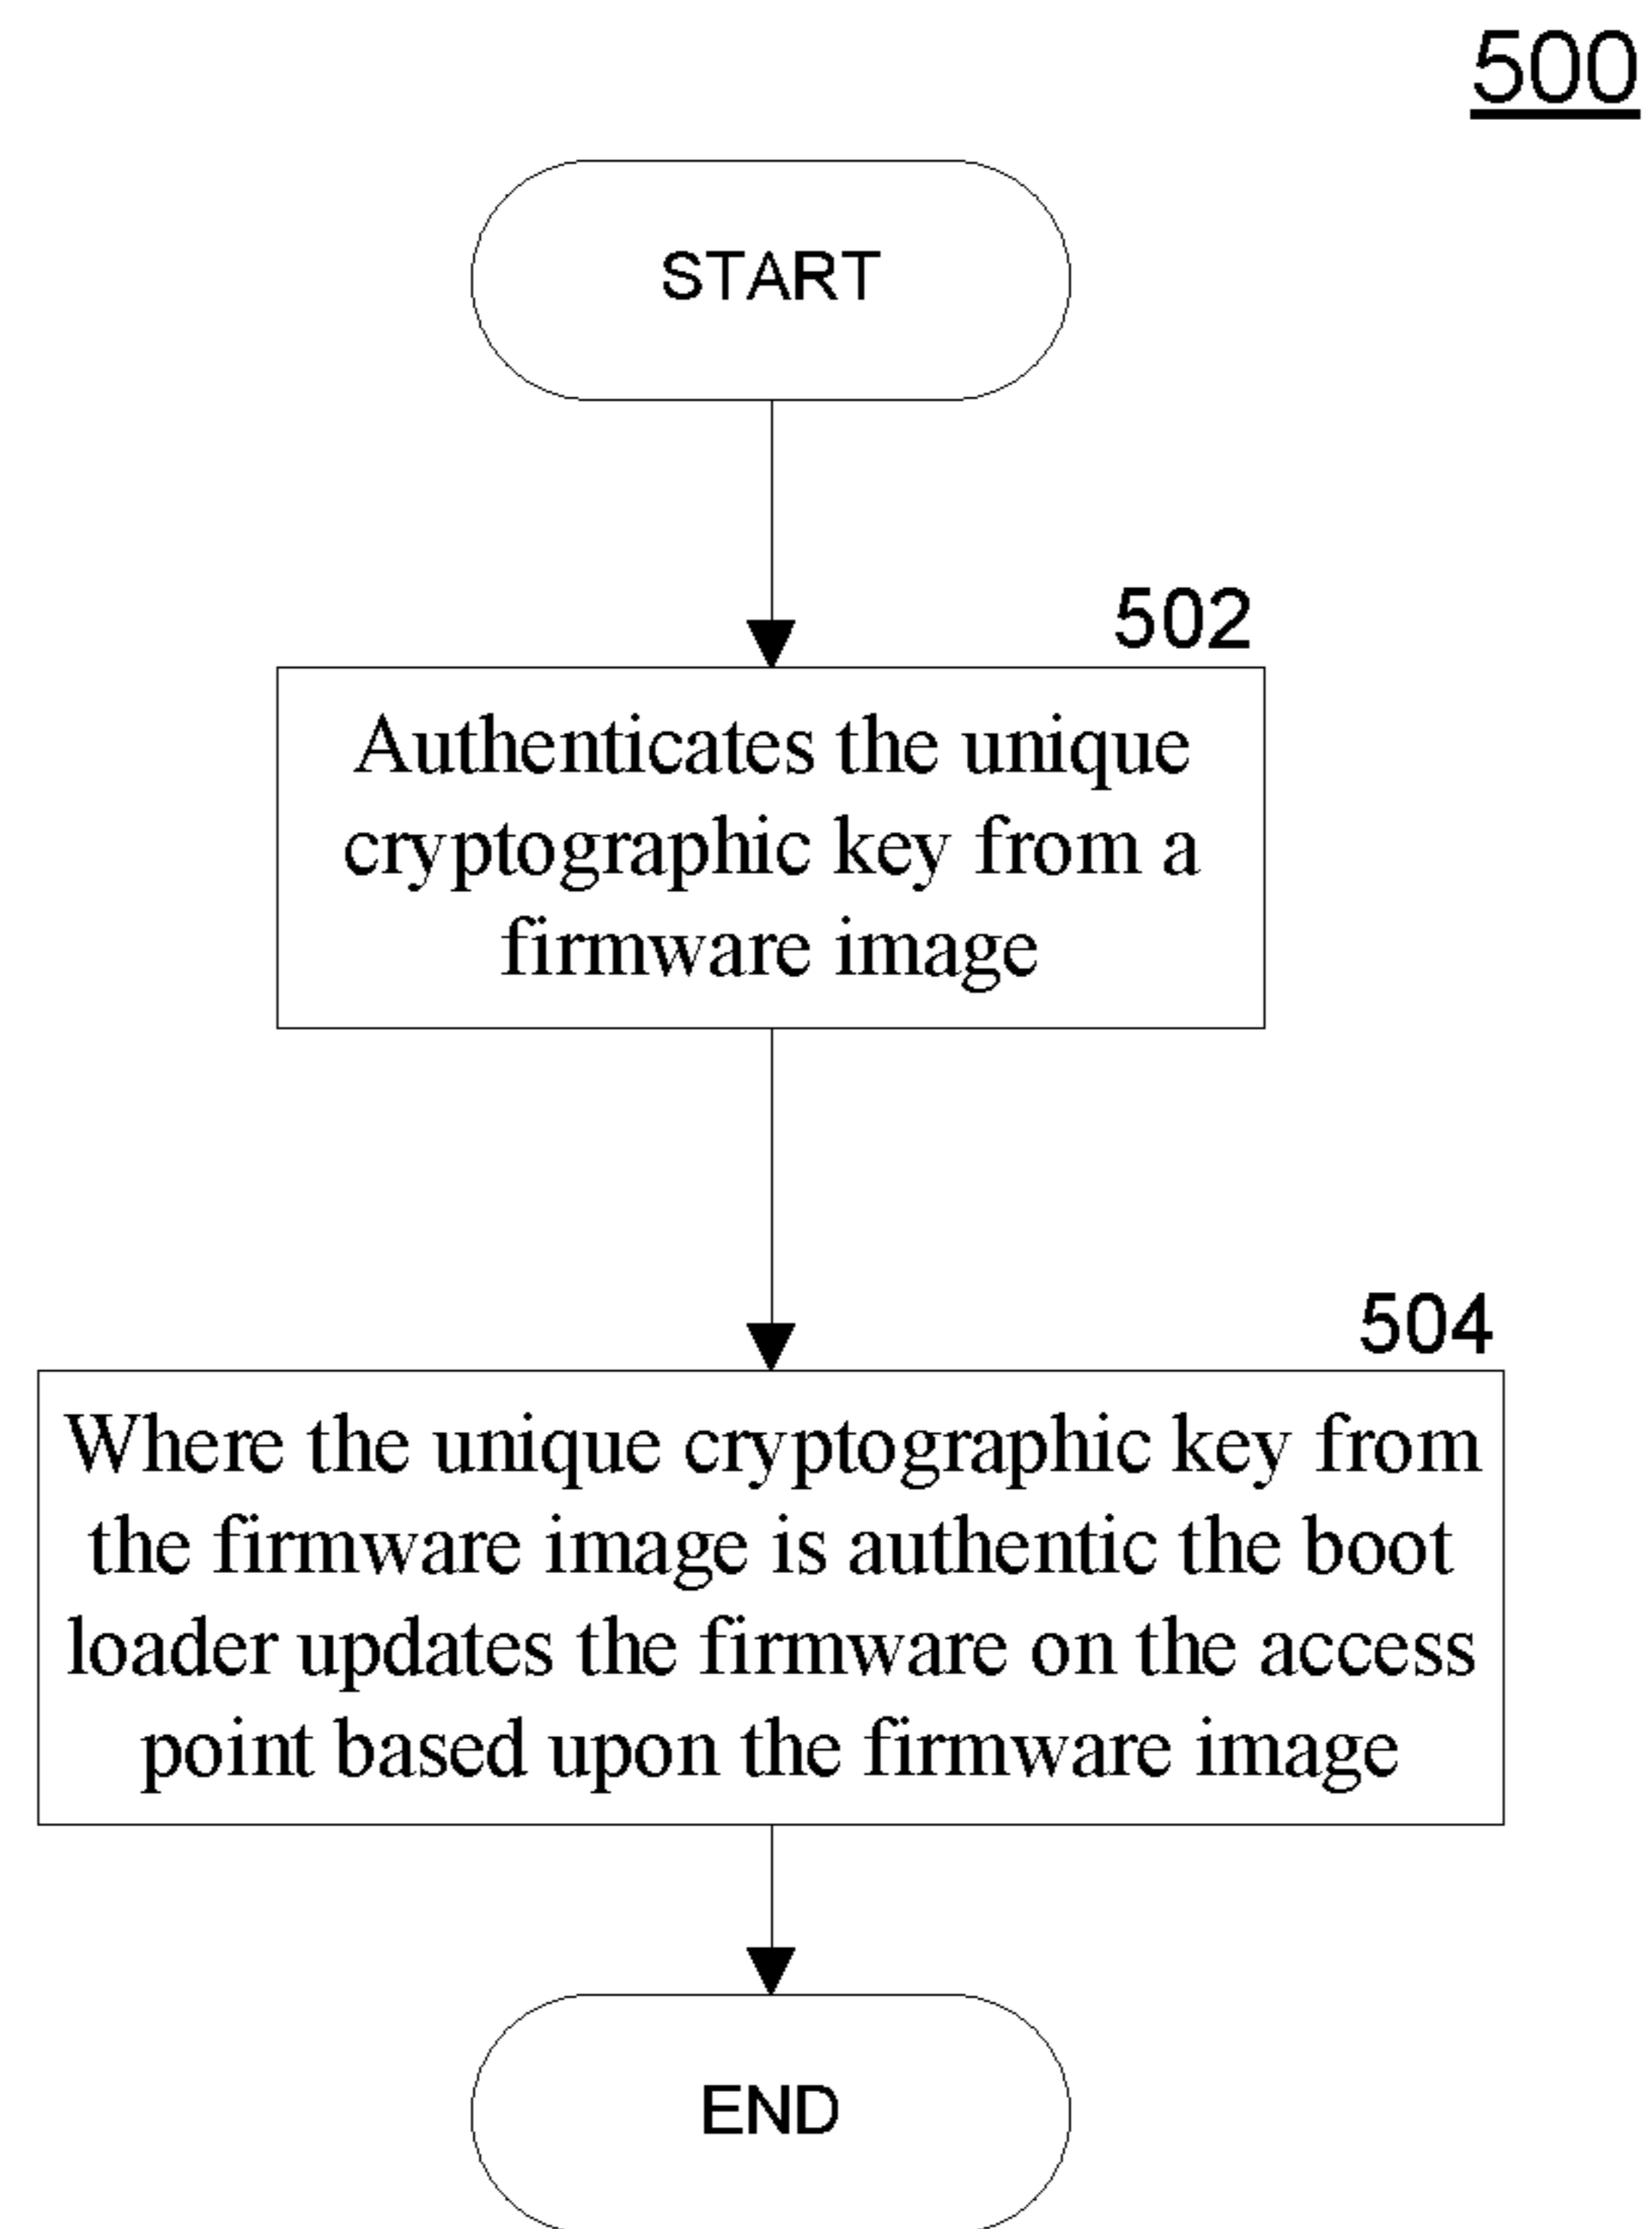 500
START
502
Authenticates the unique
cryptographic key from a
firmware image
504
Where the unique cryptographic key from
the firmware image is authentic the boot
loader updates the firmware on the access
point based upon the firmware image
END